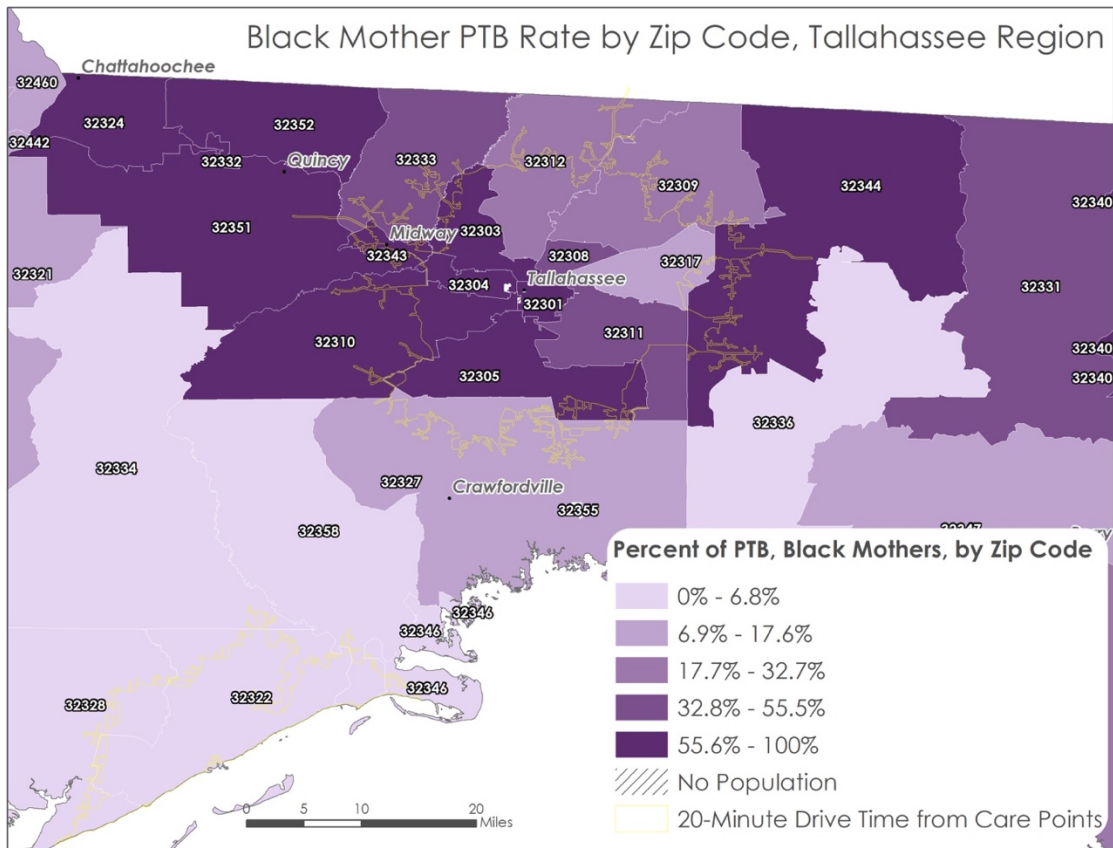 Black Mother PTB Rate by Zip Code, Tallahassee Region
Chattahoochee
32460
32324
32352
32442
32332
Quincy
32333
32312
32309
32344
32340
32351
32303
Midway
32343
32308
32317
32321
32304
Tallahassee
32301
32331
32310
32311
32340
32305
32340
32336
32334
32327
Crawfordville
32355
32358
32346
32346
32346
32328
32322
Percent of PTB, Black Mothers, by Zip Code
0% - 6.8%
6.9% - 17.6%
17.7% - 32.7%
32.8% - 55.5%
55.6% - 100%
No Population
20-Minute Drive Time from Care Points
0 5 10 20
Miles